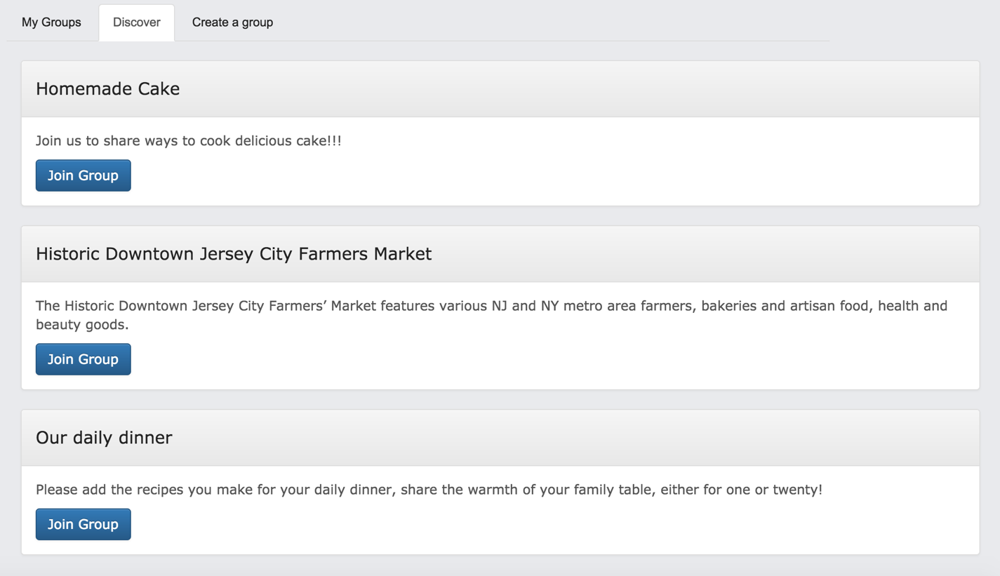 My Groups Discover Create a group
Homemade Cake
Join us to share ways to cook delicious cake!!!
Join Group
Historic Downtown Jersey City Farmers Market
The Historic Downtown Jersey City Farmers’ Market features various NJ and NY metro area farmers, bakeries and artisan food, health and
beauty goods.
Join Group
Our daily dinner
Please add the recipes you make for your daily dinner, share the warmth of your family table, either for one or twenty!
Join Group